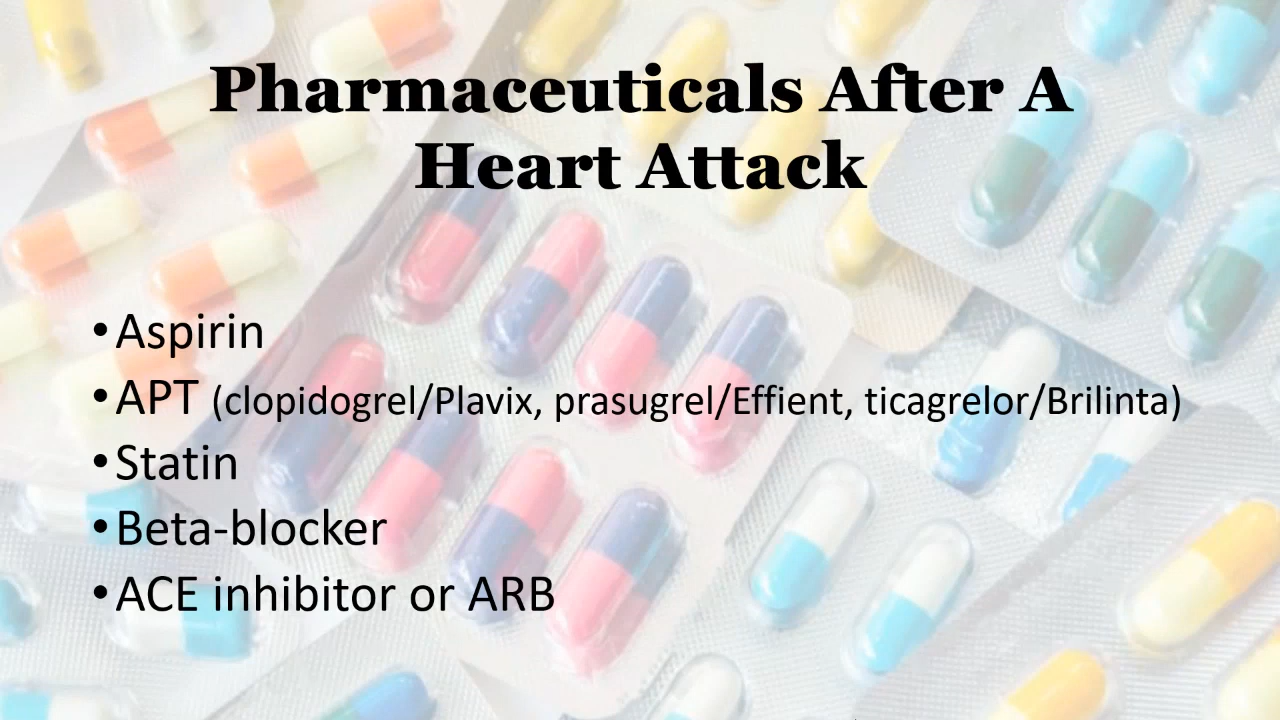 Pharmaceuticals After A
Heart Attack
• Aspirin
• APT (clopidogrel/Plavix, prasugrel/Effient, ticagrelor/Brilinta)
• Statin
• Beta-blocker
• ACE inhibitor or ARB